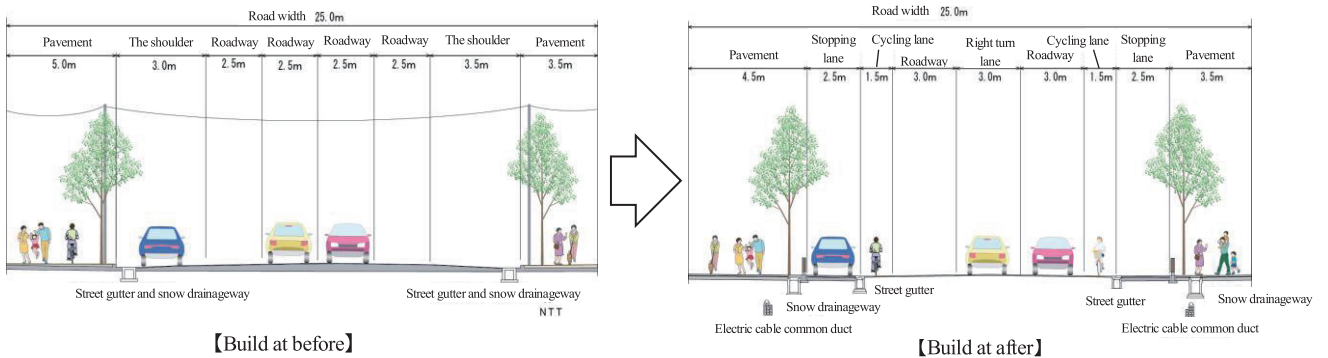 Road width 25.0m
Pavement The shoulder Roadway Roadway Roadway Roadway The shoulder Pavement
5.0m 3.0m 2.5m 2.5m 2.5m 2.5m 3.5m 3.5m
Street gutter and snow drainageway
Street gutter and snow drainageway
NTT
【Build at before】
Road width 25.0m
Pavement Stopping lane Cycling lane Roadway Right turn lane Roadway Cycling lane Stopping lane Pavement
4.5m 2.5m 1.5m 3.0m 3.0m 3.0m 1.5m 2.5m 3.5m
Street gutter
Street gutter
Snow drainageway
Snow drainageway
Electric cable common duct
Electric cable common duct
【Build at after】